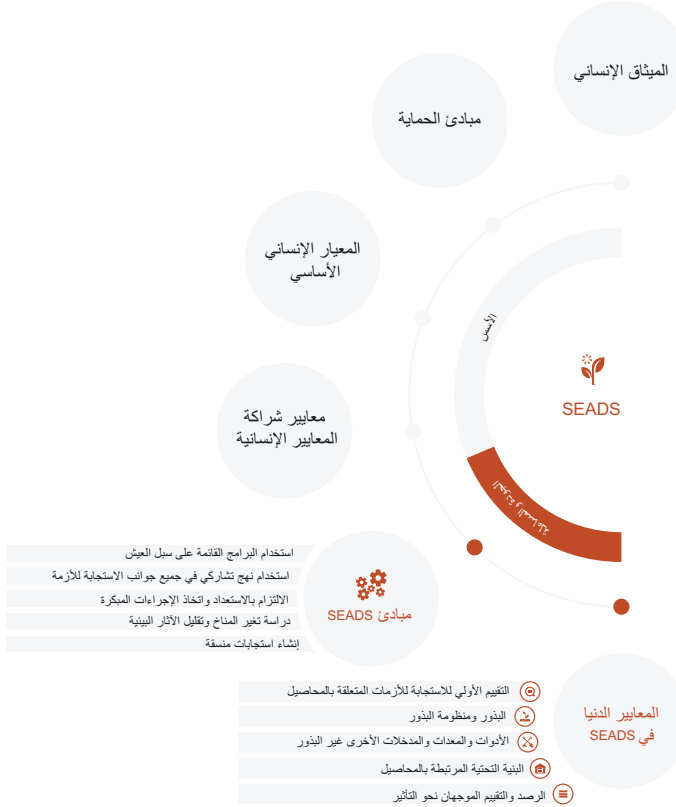 الميثاق الإنساني
مبادئ الحماية
المعيار الإنساني
الأساسي
الأسس
SEADS
معايير شراكة
المعايير الإنسانية
الجودة والمساءلة
استخدام البرامج القائمة على سبل العيش
استخدام نهج تشاركي في جميع جوانب الاستجابة للأزمة
الالتزام بالاستعداد واتخاذ الإجراءات المبكرة
دراسة تغير المناخ وتقليل الآثار البيئية
إنشاء استجابات منسقة
مبادئ SEADS
المعايير الدنيا
في SEADS
التقييم الأولي للاستجابة للأزمات المتعلقة بالمحاصيل
البذور ومنظومة البذور
الأدوات والمعدات والمدخلات الأخرى غير البذور
البنية التحتية المرتبطة بالمحاصيل
الرصد والتقييم الموجهان نحو التأثير